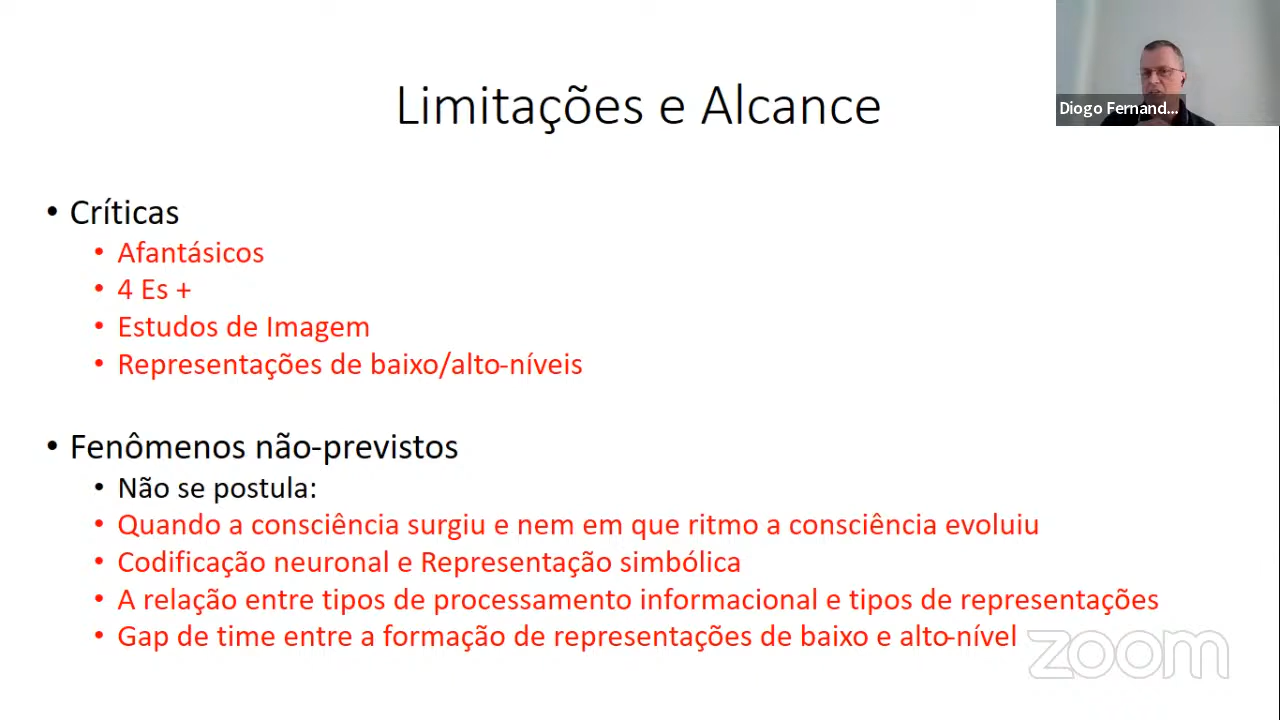 Limitações e Alcance
Diogo Fernand...
• Críticas
• Afantásicos
• 4 Es +
• Estudos de Imagem
• Representações de baixo/alto-níveis
• Fenômenos não-previstos
• Não se postula:
• Quando a consciência surgiu e nem em que ritmo a consciência evoluiu
• Codificação neuronal e Representação simbólica
• A relação entre tipos de processamento informacional e tipos de representações
• Gap de time entre a formação de representações de baixo e alto-nível
zoom